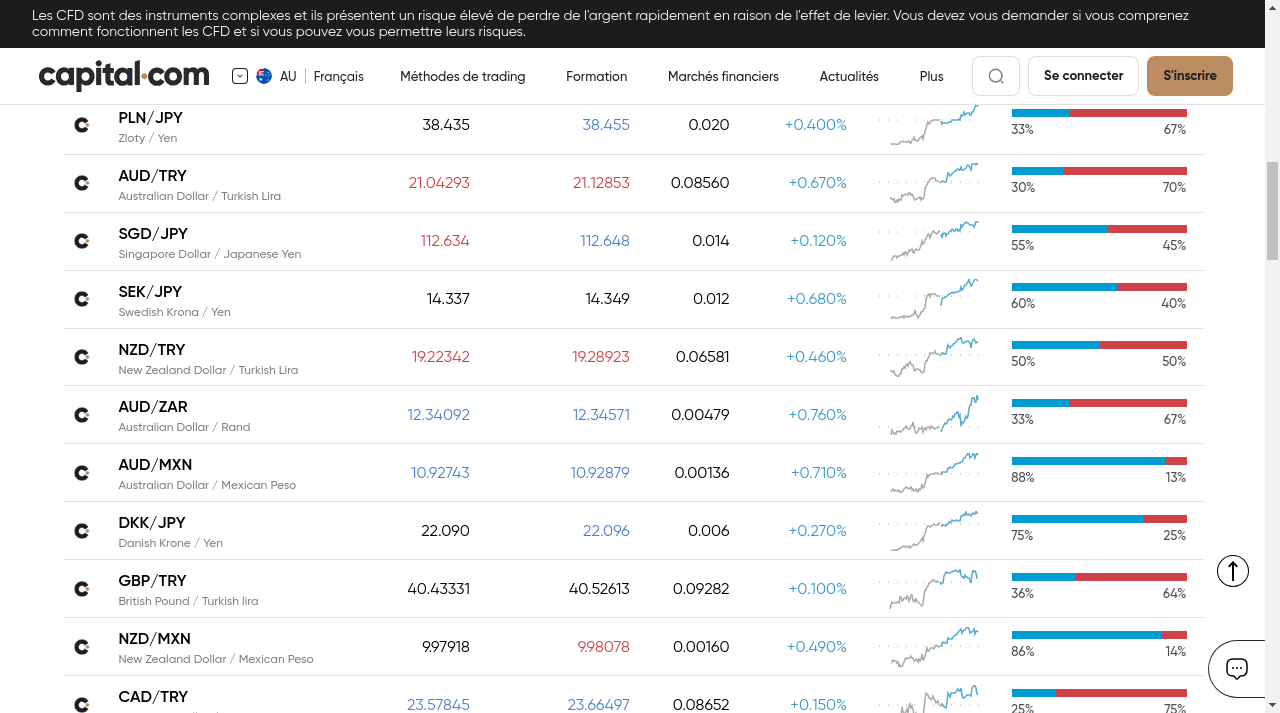 Les CFD sont des instruments complexes et ils présentent un risque élevé de perdre de l'argent rapidement en raison de l'effet de levier. Vous devez vous demander si vous comprenez
comment fonctionnent les CFD et si vous pouvez vous permettre leurs risques.
capital.com AU Français Méthodes de trading Formation Marchés financiers Actualités Plus Se connecter S'inscrire
PLN/JPY 38.435 38.455 0.020 +0.400%
Zloty / Yen 33% 67%
AUD/TRY 21.04293 21.12853 0.08560 +0.670%
Australian Dollar / Turkish Lira 30% 70%
SGD/JPY 112.634 112.648 0.014 +0.120%
Singapore Dollar / Japanese Yen 55% 45%
SEK/JPY 14.337 14.349 0.012 +0.680%
Swedish Krona / Yen 60% 40%
NZD/TRY 19.22342 19.28923 0.06581 +0.460%
New Zealand Dollar / Turkish Lira 50% 50%
AUD/ZAR 12.34092 12.34571 0.00479 +0.760%
Australian Dollar / Rand 33% 67%
AUD/MXN 10.92743 10.92879 0.00136 +0.710%
Australian Dollar / Mexican Peso 88% 13%
DKK/JPY 22.090 22.096 0.006 +0.270%
Danish Krone / Yen 75% 25%
GBP/TRY 40.43331 40.52613 0.09282 +0.100%
British Pound / Turkish lira 36% 64%
NZD/MXN 9.97918 9.98078 0.00160 +0.490%
New Zealand Dollar / Mexican Peso 86% 14%
CAD/TRY 23.57845 23.66497 0.08652 +0.150%
25% 75%